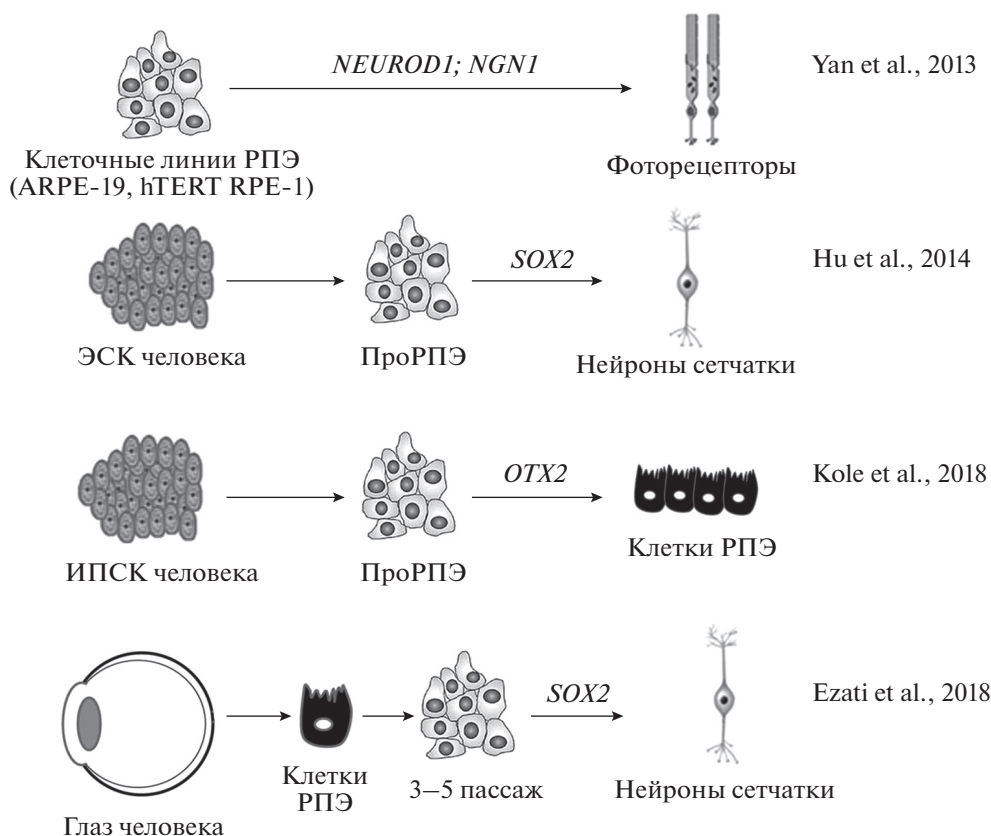 NEUROD1; NGN1
Yan et al., 2013
Клеточные линии РПЭ
(ARPE-19, hTERT RPE-1)
Фоторецепторы
SOX2
Hu et al., 2014
ЭСК человека
ПроРПЭ
Нейроны сетчатки
OTX2
Kole et al., 2018
ИПСК человека
ПроРПЭ
Клетки РПЭ
SOX2
Ezati et al., 2018
Глаз человека
Клетки
РПЭ
3–5 пассаж
Нейроны сетчатки